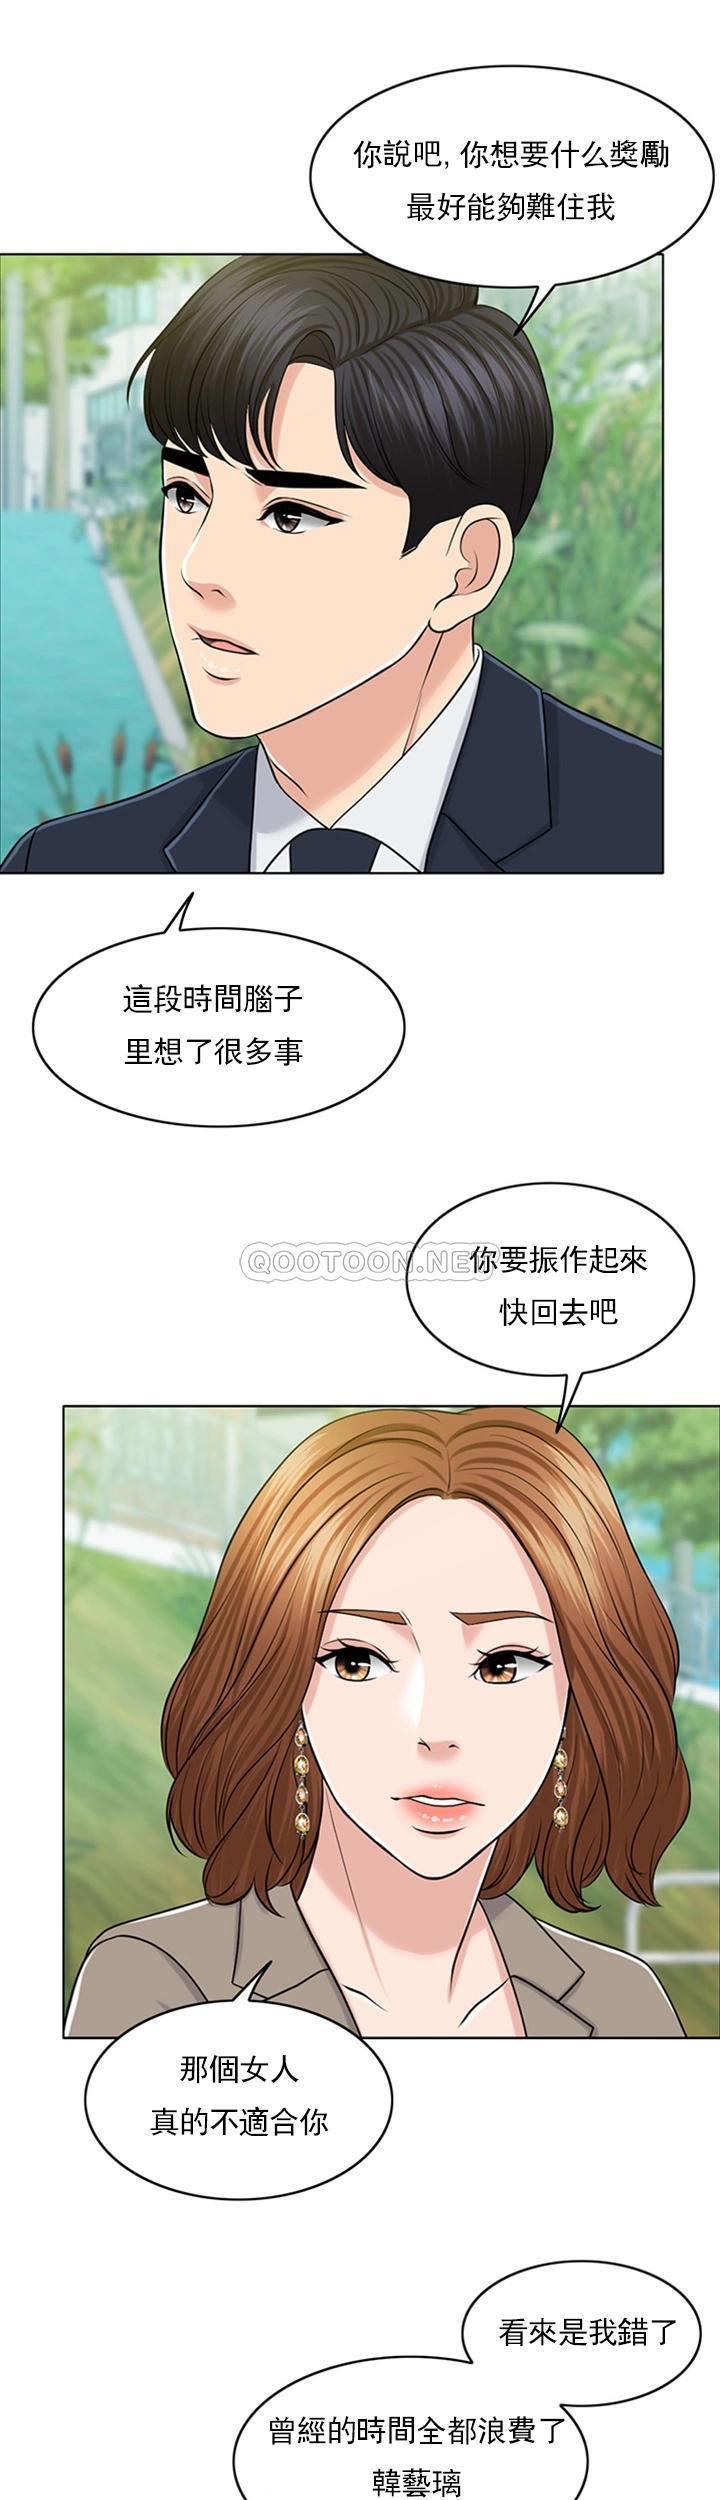 你說吧,你想要什么獎勵
最好能夠難住我
這段時間腦子
里想了很多事
QOOTOON.NET
你要振作起來
快回去吧
那個女人
真的不適合你
看來是我錯了
曾經的時間全都浪費了
韓藝璃